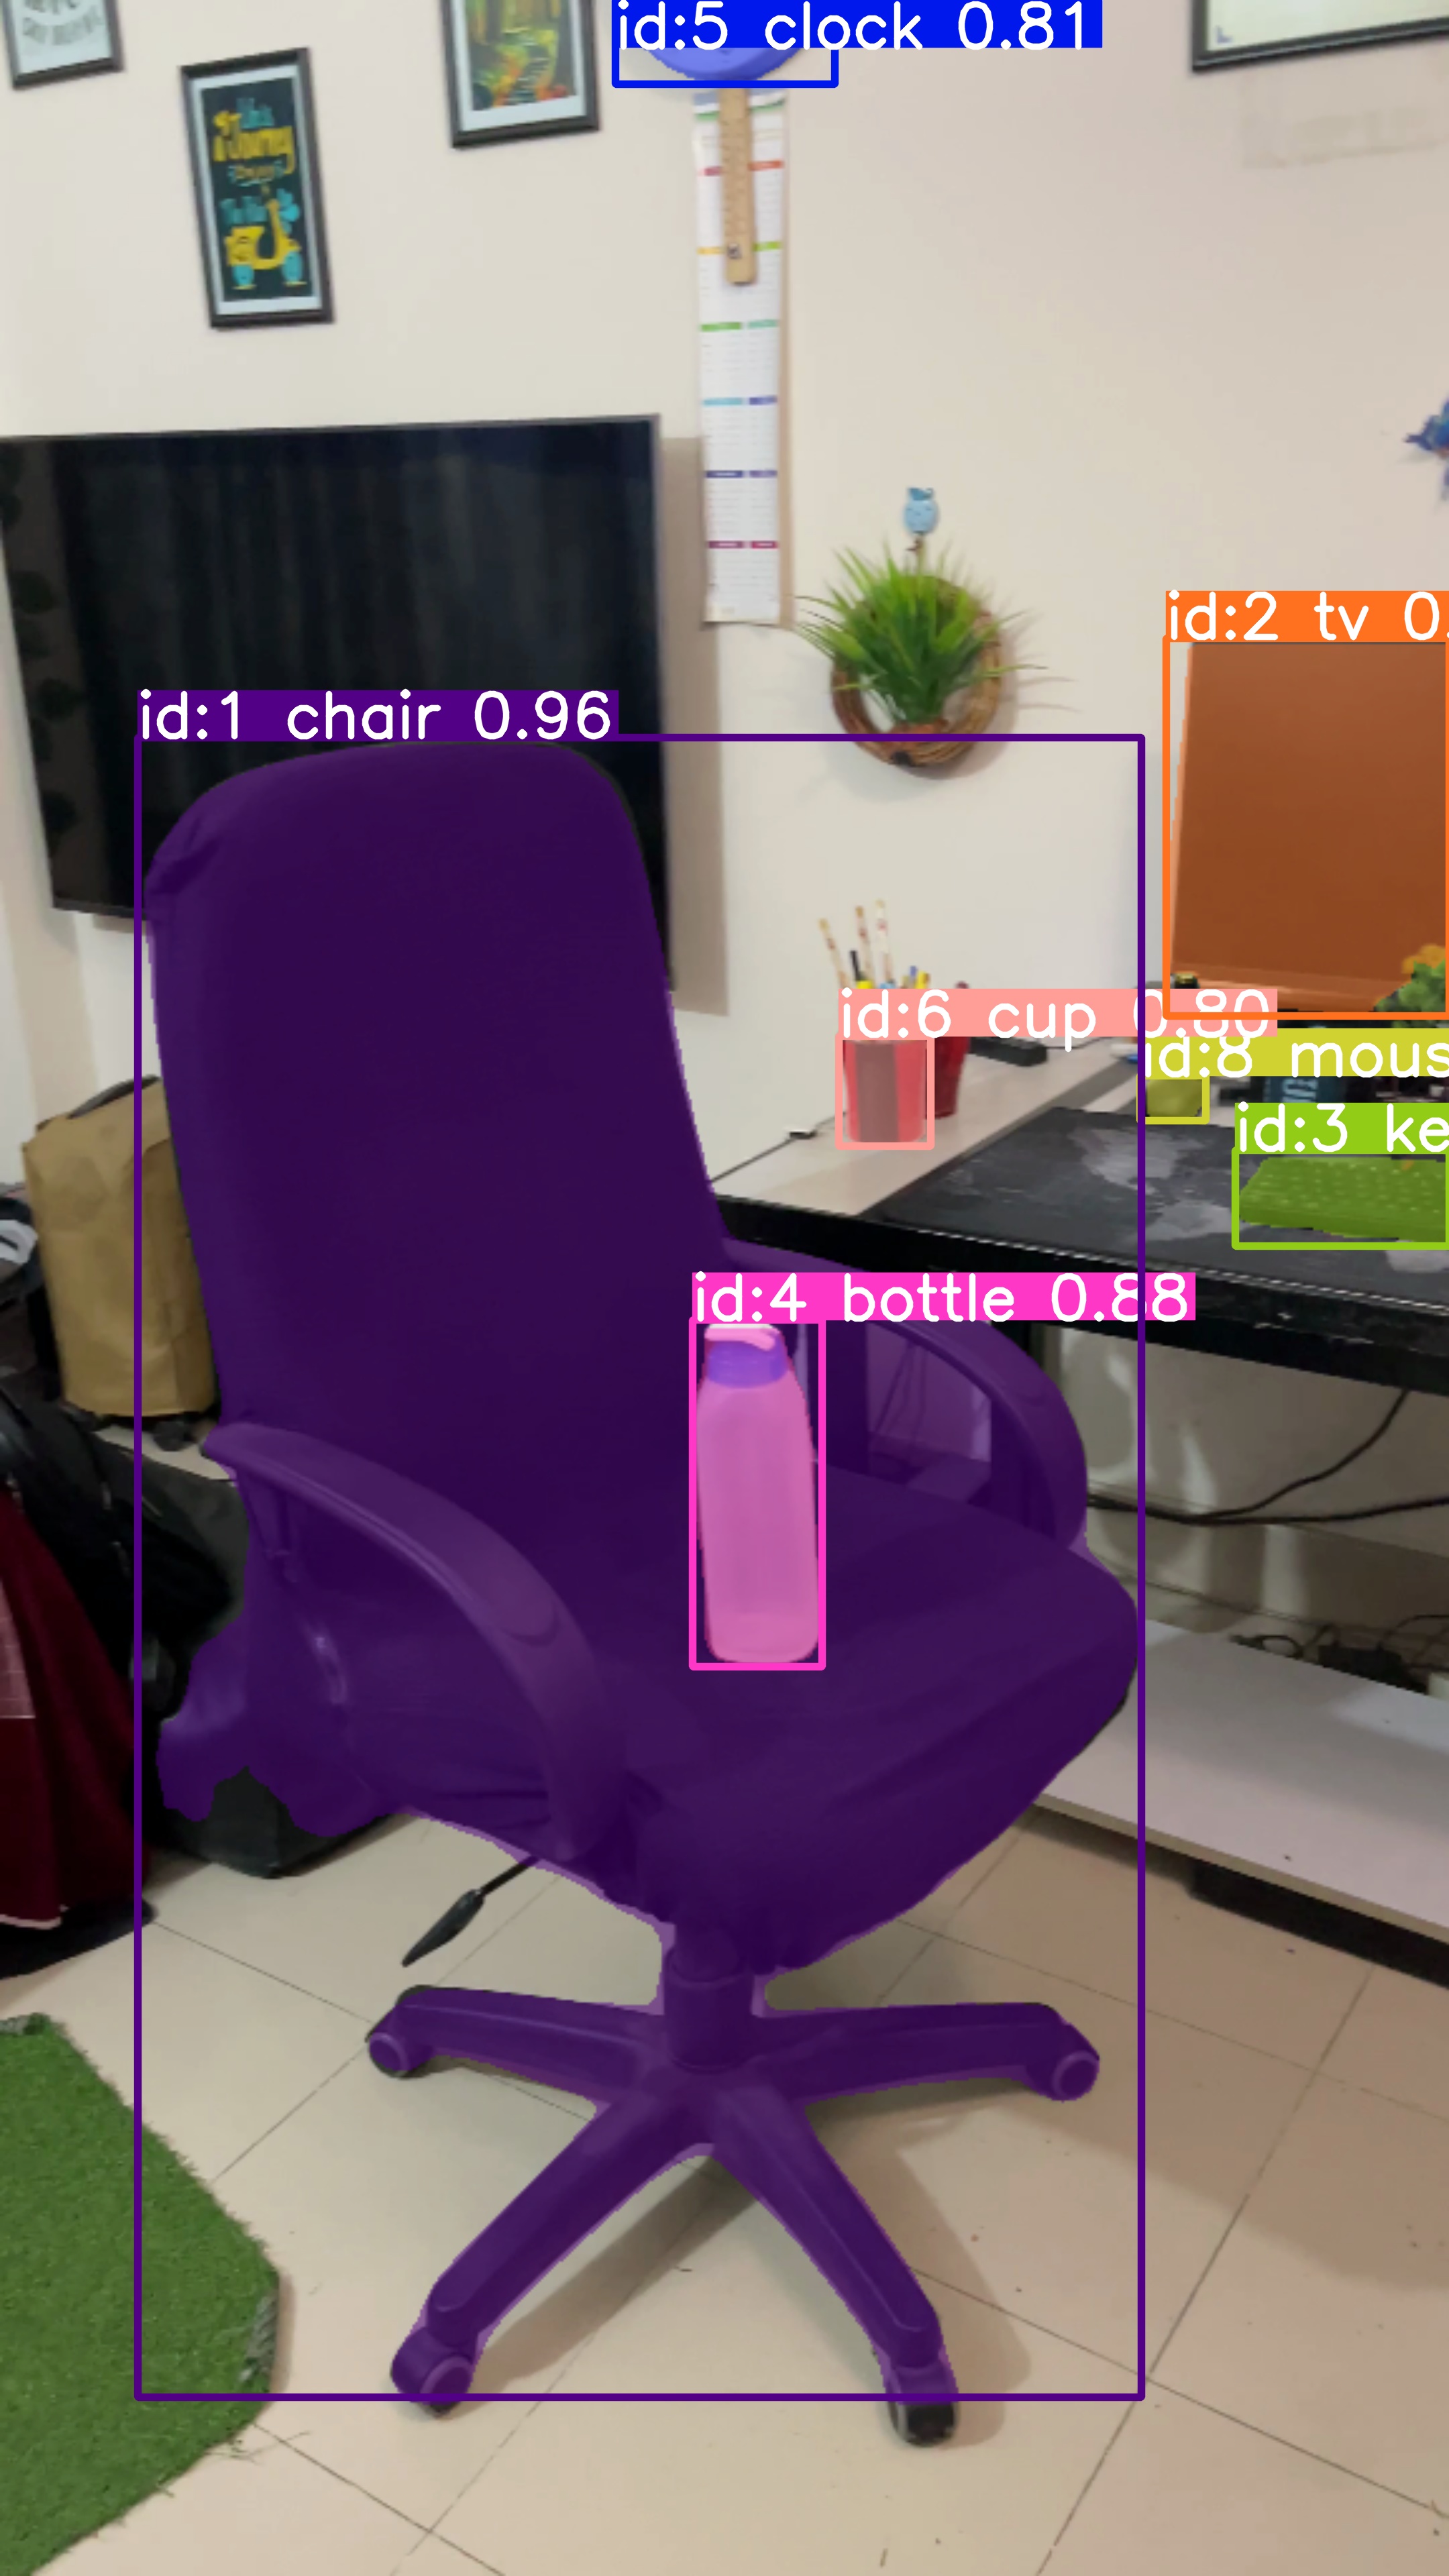 id:5 clock 0.81
Journey
id:2 tv 0.
id:1 chair 0.96
id:6 cup 0.80
id:8 mous
id:3 ke
id:4 bottle 0.88